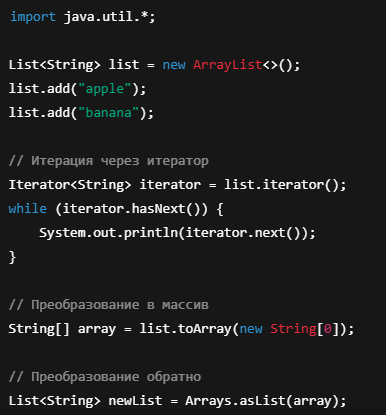 import java.util.*;
List<String> list = new ArrayList<>();
list.add("apple");
list.add("banana");
// Итерация через итератор
Iterator<String> iterator = list.iterator();
while (iterator.hasNext()) {
    System.out.println(iterator.next());
}
// Преобразование в массив
String[] array = list.toArray(new String[0]);
// Преобразование обратно
List<String> newList = Arrays.asList(array);